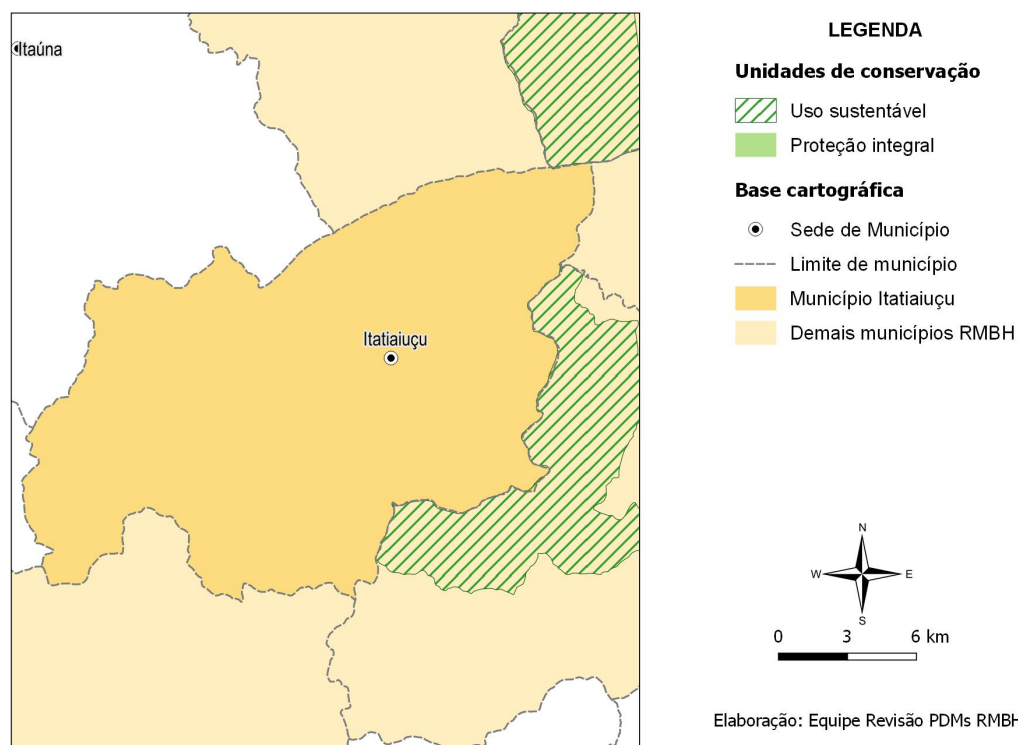 Itaúna
Itatiaiuçu
LEGENDA
Unidades de conservação
Uso sustentável
Proteção integral
Base cartográfica
Sede de Município
Limite de município
Município Itatiaiuçu
Demais municípios RMBH
N
W
E
S
0 3 6 km
Elaboração: Equipe Revisão PDMs RMBH